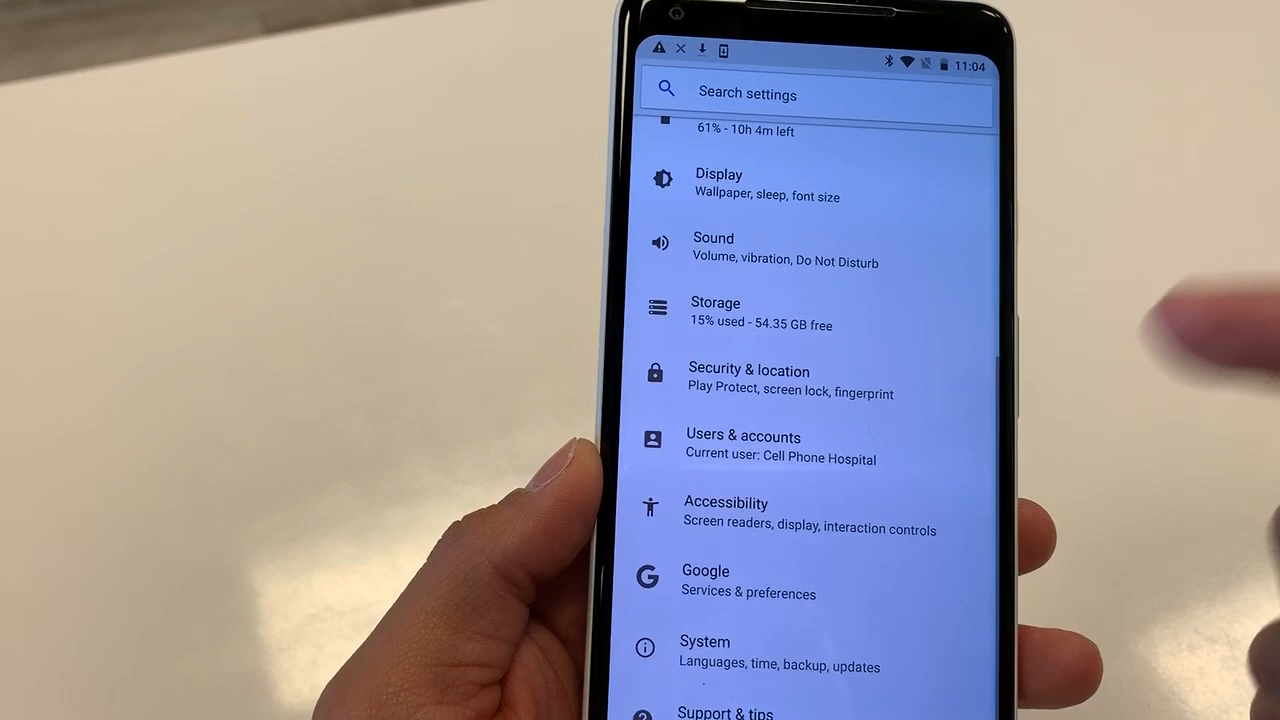 11:04
Search settings
61% - 10h 4m left
Display
Wallpaper, sleep, font size
Sound
Volume, vibration, Do Not Disturb
Storage
15% used - 54.35 GB free
Security & location
Play Protect, screen lock, fingerprint
Users & accounts
Current user: Cell Phone Hospital
Accessibility
Screen readers, display, interaction controls
Google
Services & preferences
System
Languages, time, backup, updates
Support & tips